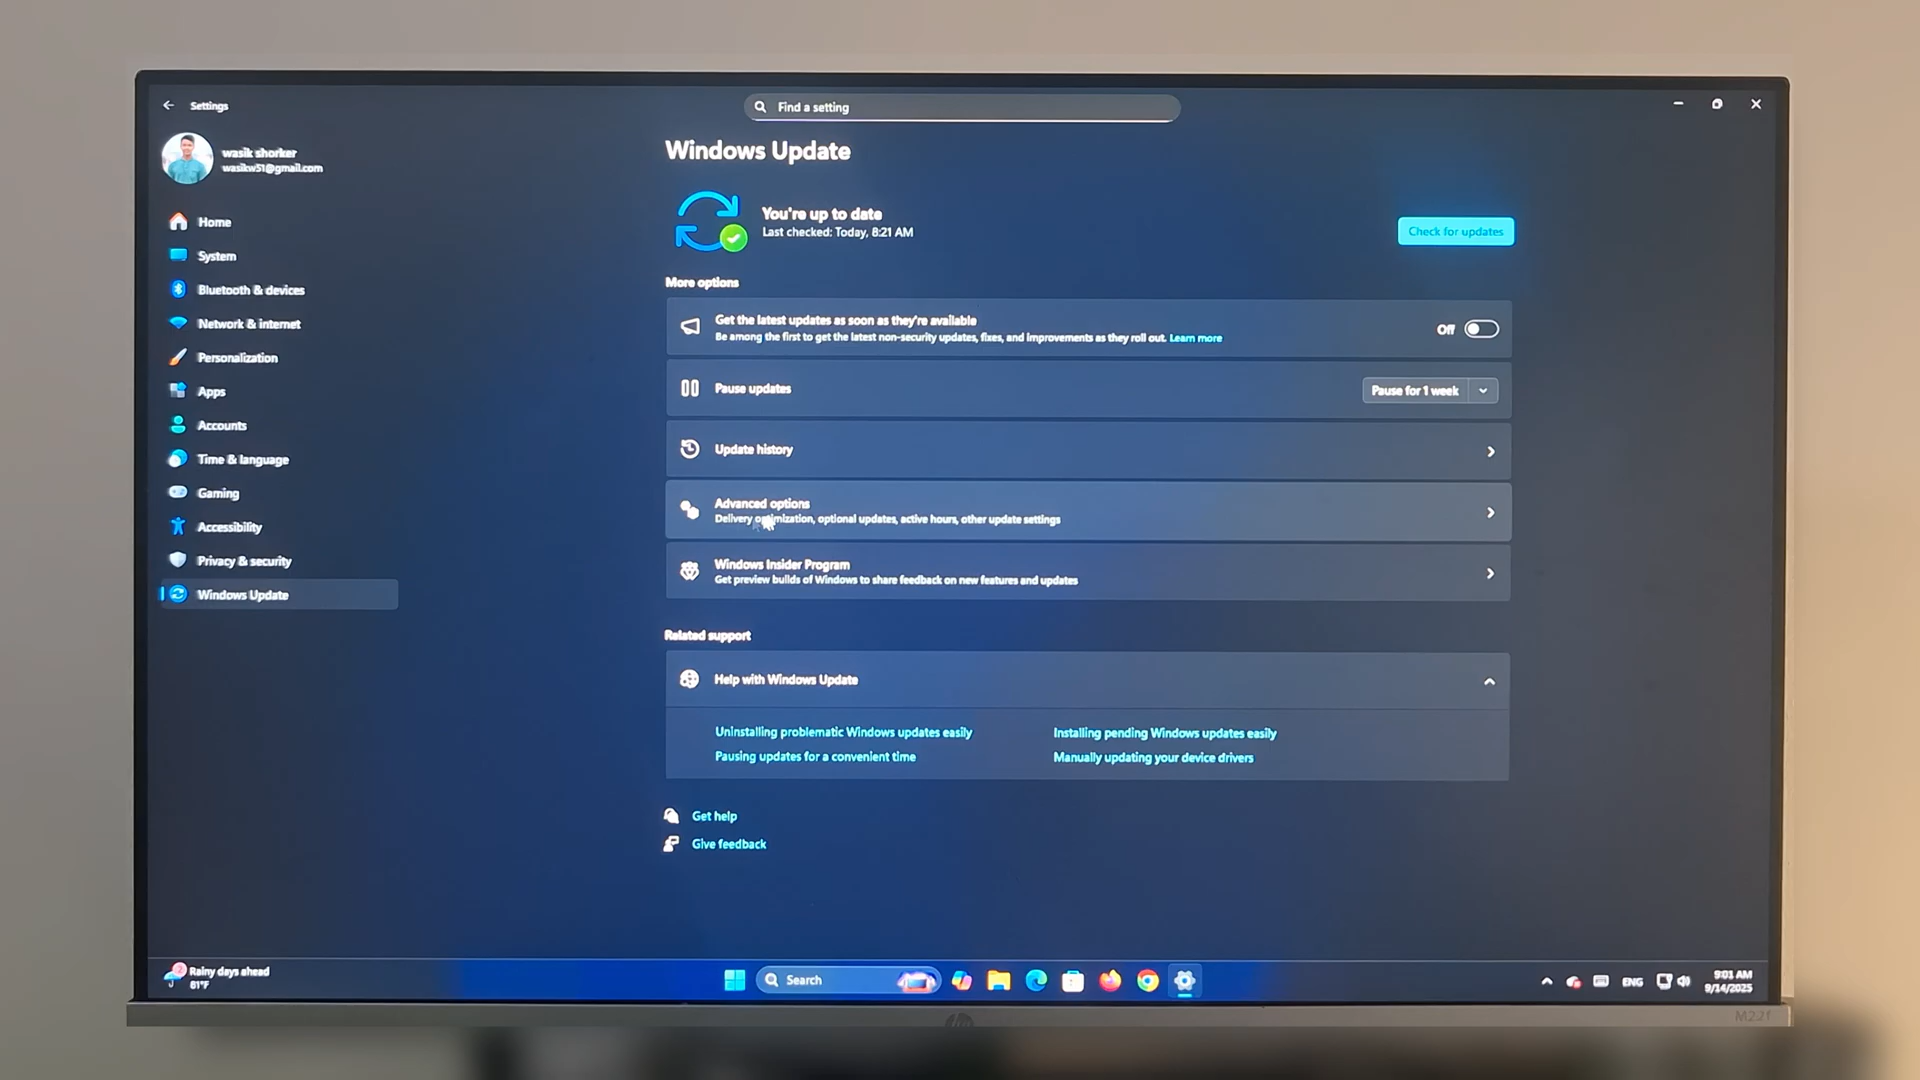 Settings
Find a setting
wasik shorker
wasikw51@gmail.com
Home
System
Bluetooth & devices
Network & internet
Personalization
Apps
Accounts
Time & language
Gaming
Accessibility
Privacy & security
Windows Update
Windows Update
You're up to date
Last checked: Today, 8:21 AM
Check for updates
More options
Get the latest updates as soon as they're available
Be among the first to get the latest non-security updates, fixes, and improvements as they roll out. Learn more
Off
Pause updates
Pause for 1 week
Update history
Advanced options
Delivery optimization, optional updates, active hours, other update settings
Windows Insider Program
Get preview builds of Windows to share feedback on new features and updates
Related support
Help with Windows Update
Uninstalling problematic Windows updates easily
Installing pending Windows updates easily
Pausing updates for a convenient time
Manually updating your device drivers
Get help
Give feedback
Rainy days ahead
81°F
Search
ENG
9:01 AM
9/14/2025
hp